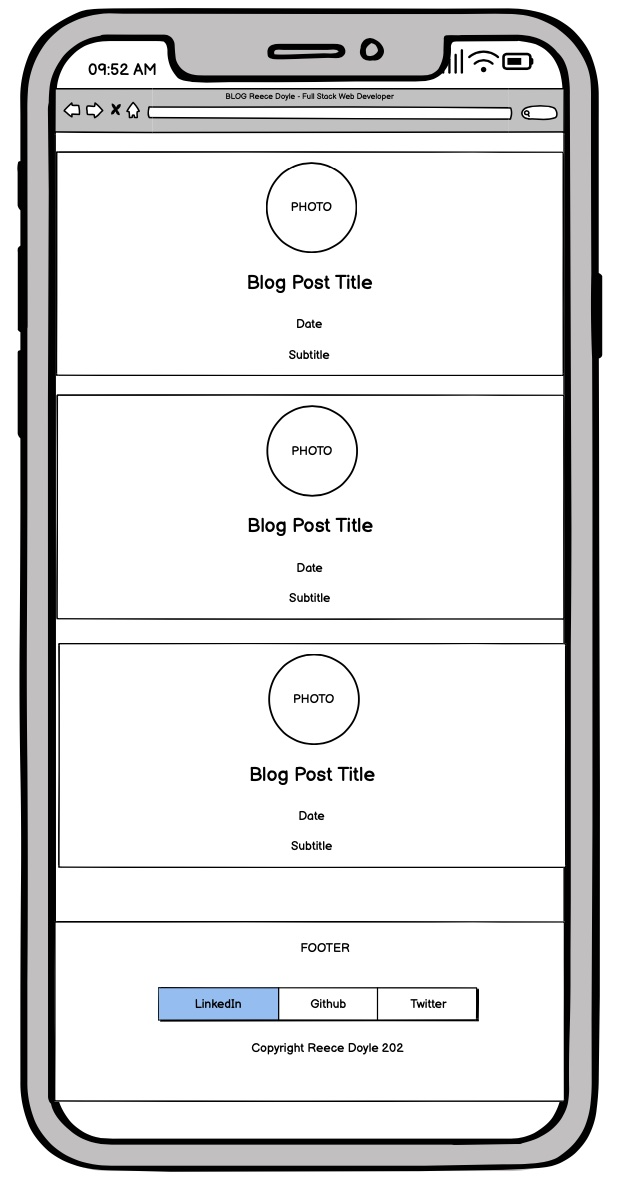 09:52 AM
BLOG Reece Doyle - Full Stack Web Developer
PHOTO
Blog Post Title
Date
Subtitle
PHOTO
Blog Post Title
Date
Subtitle
PHOTO
Blog Post Title
Date
Subtitle
FOOTER
LinkedIn Github Twitter
Copyright Reece Doyle 202